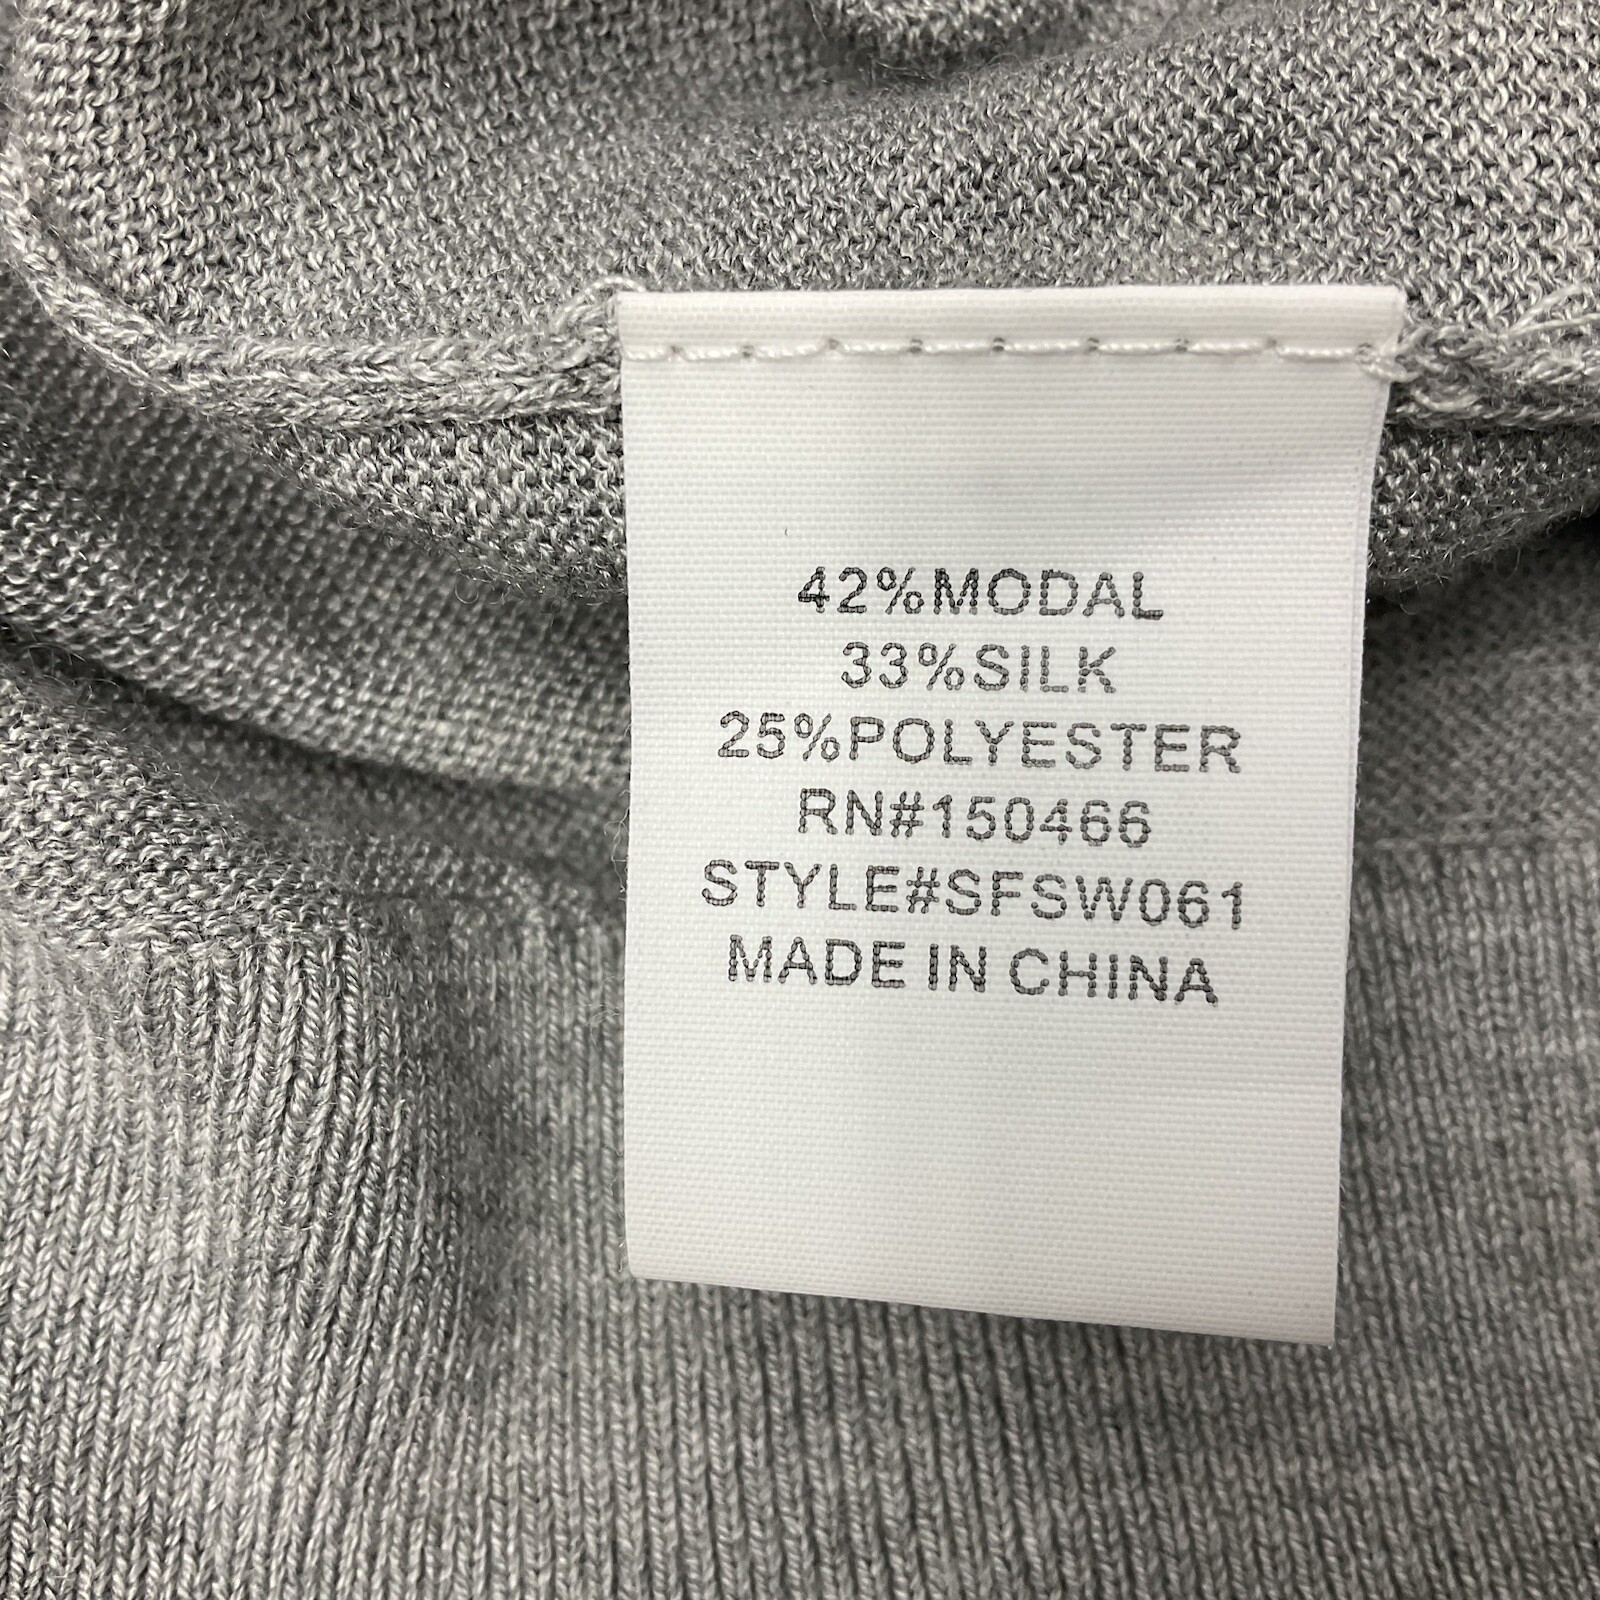 42%MODAL
33%SILK
25%POLYESTER
RN#150466
STYLE#SFSW061
MADE IN CHINA